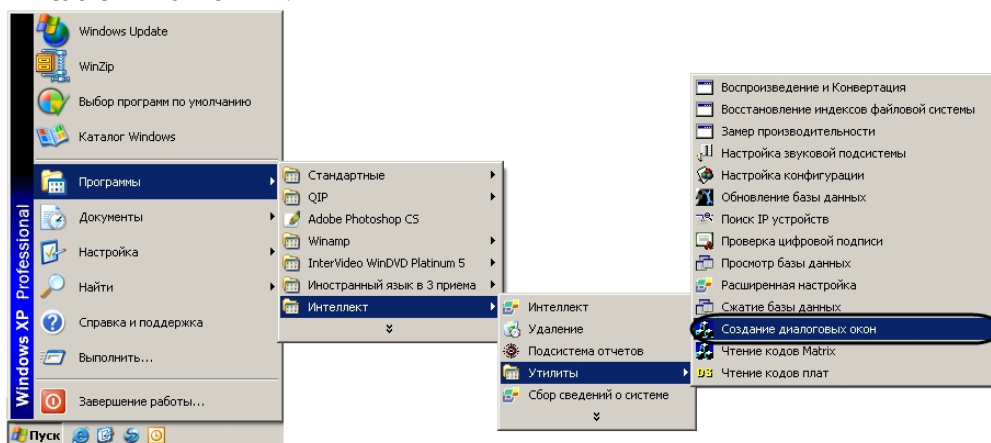 Windows Update
WinZip
Выбор программ по умолчанию
Каталог Windows
Программы
Документы
Настройка
Найти
Справка и поддержка
Выполнить...
Завершение работы...
Windows XP Professional
Пуск
Стандартные
QIP
Adobe Photoshop CS
Winamp
InterVideo WinDVD Platinum 5
Иностранный язык в 3 приема
Интеллект
Интеллект
Удаление
Подсистема отчетов
Утилиты
Сбор сведений о системе
Воспроизведение и Конвертация
Восстановление индексов файловой системы
Замер производительности
Настройка звуковой подсистемы
Настройка конфигурации
Обновление базы данных
Поиск IP устройств
Проверка цифровой подписи
Просмотр базы данных
Расширенная настройка
Сжатие базы данных
Создание диалоговых окон
Чтение кодов Matrix
Чтение кодов плат